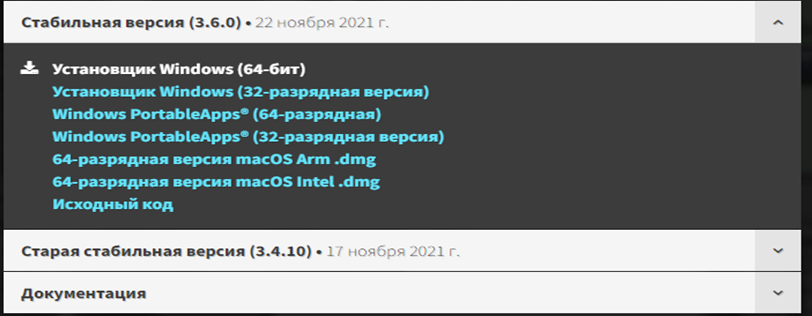 Стабильная версия (3.6.0) • 22 ноября 2021 г.
Установщик Windows (64-бит)
Установщик Windows (32-разрядная версия)
Windows PortableApps® (64-разрядная)
Windows PortableApps® (32-разрядная версия)
64-разрядная версия macOS Arm .dmg
64-разрядная версия macOS Intel .dmg
Исходный код
Старая стабильная версия (3.4.10) • 17 ноября 2021 г.
Документация